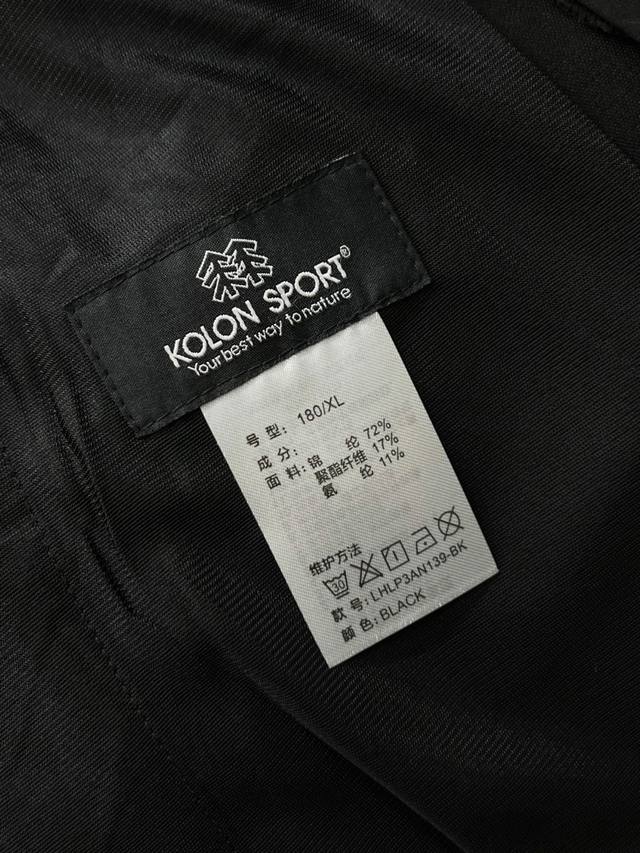 KOLON SPORT®
Your best way to nature
号型: 180/XL
成分:
面料:锦 纶 72%
聚酯纤维 17%
氨 纶 11%
维护方法
30
款号:LHLP3AN139-BK
颜色:BLACK